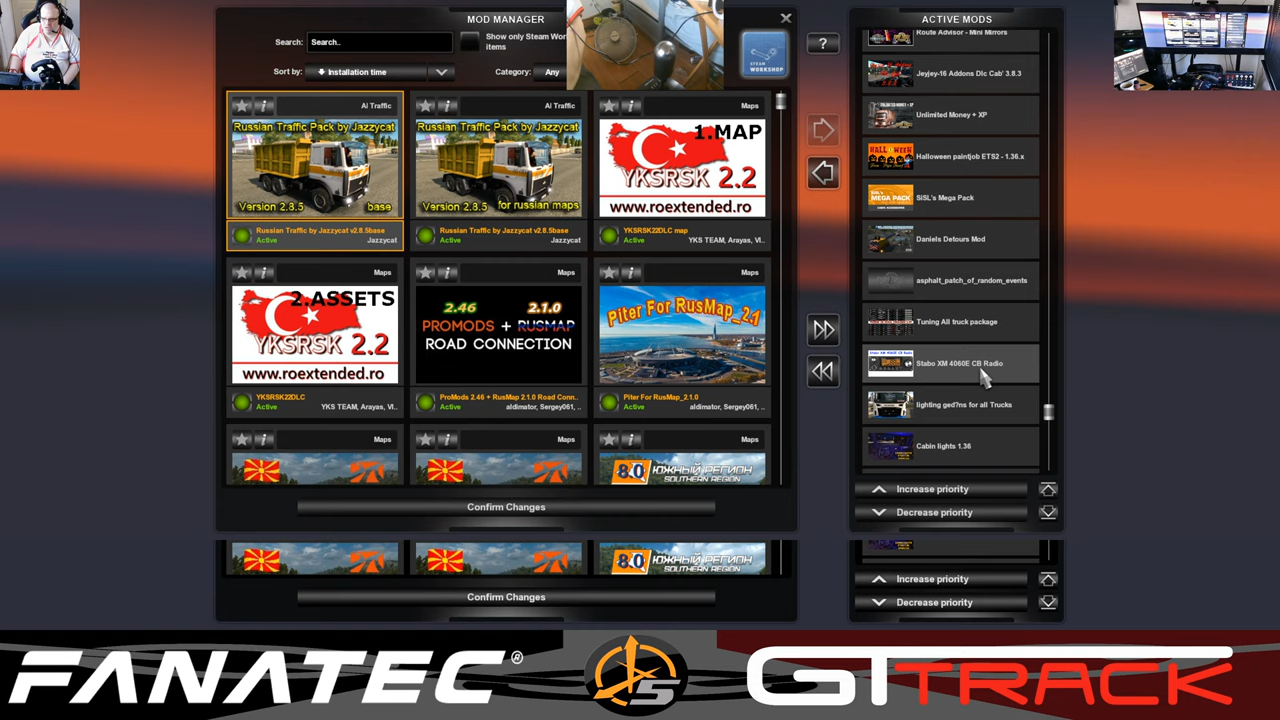 MOD MANAGER
Search:
Search..
Show only Steam Wor
items
Sort by:
Installation time
Category:
Any
STEAM
WORKSHOP
?
AI Traffic
Russian Traffic Pack by Jazzycat
Version 2.8.5
base
Russian Traffic by Jazzycat v2.8.5base
Active
Jazzycat
AI Traffic
Russian Traffic Pack by Jazzycat
Version 2.8.5
for russian maps
Russian Traffic by Jazzycat v2.8.5base
Active
Jazzycat
Maps
1.MAP
YKSRSK 2.2
www.roextended.ro
YKSRSK22DLC map
Active
YKS TEAM, Arayas, Vl..
Maps
2.ASSETS
YKSRSK 2.2
www.roextended.ro
YKSRSK22DLC
Active
YKS TEAM, Arayas, Vl..
Maps
2.46
2.1.0
PROMODS + RUSMAP
ROAD CONNECTION
ProMods 2.46 + RusMap 2.1.0 Road Conn..
Active
aldimator, Sergey061, ..
Maps
Piter For RusMap_2.1
Piter For RusMap_2.1.0
Active
aldimator, Sergey061, ..
Maps
Maps
Maps
8.0
ЮЖНЫЙ РЕГИОН
SOUTHERN REGION
Confirm Changes
8.0
ЮЖНЫЙ РЕГИОН
SOUTHERN REGION
Confirm Changes
ACTIVE MODS
Route Advisor - Mini Mirrors
Jeyjey-16 Addons Dlc Cab' 3.8.3
Unlimited Money + XP
Halloween paintjob ETS2 - 1.36.x
SiSL'S MEGA PACK
SiSL's Mega Pack
Daniels Detours Mod
asphalt_patch_of_random_events
Tuning All truck package
Stabo XM 4060E CB Radio
lighting ged?ns for all Trucks
Cabin lights 1.36
Increase priority
Decrease priority
Increase priority
Decrease priority
FANATEC®
5
GTTRACK